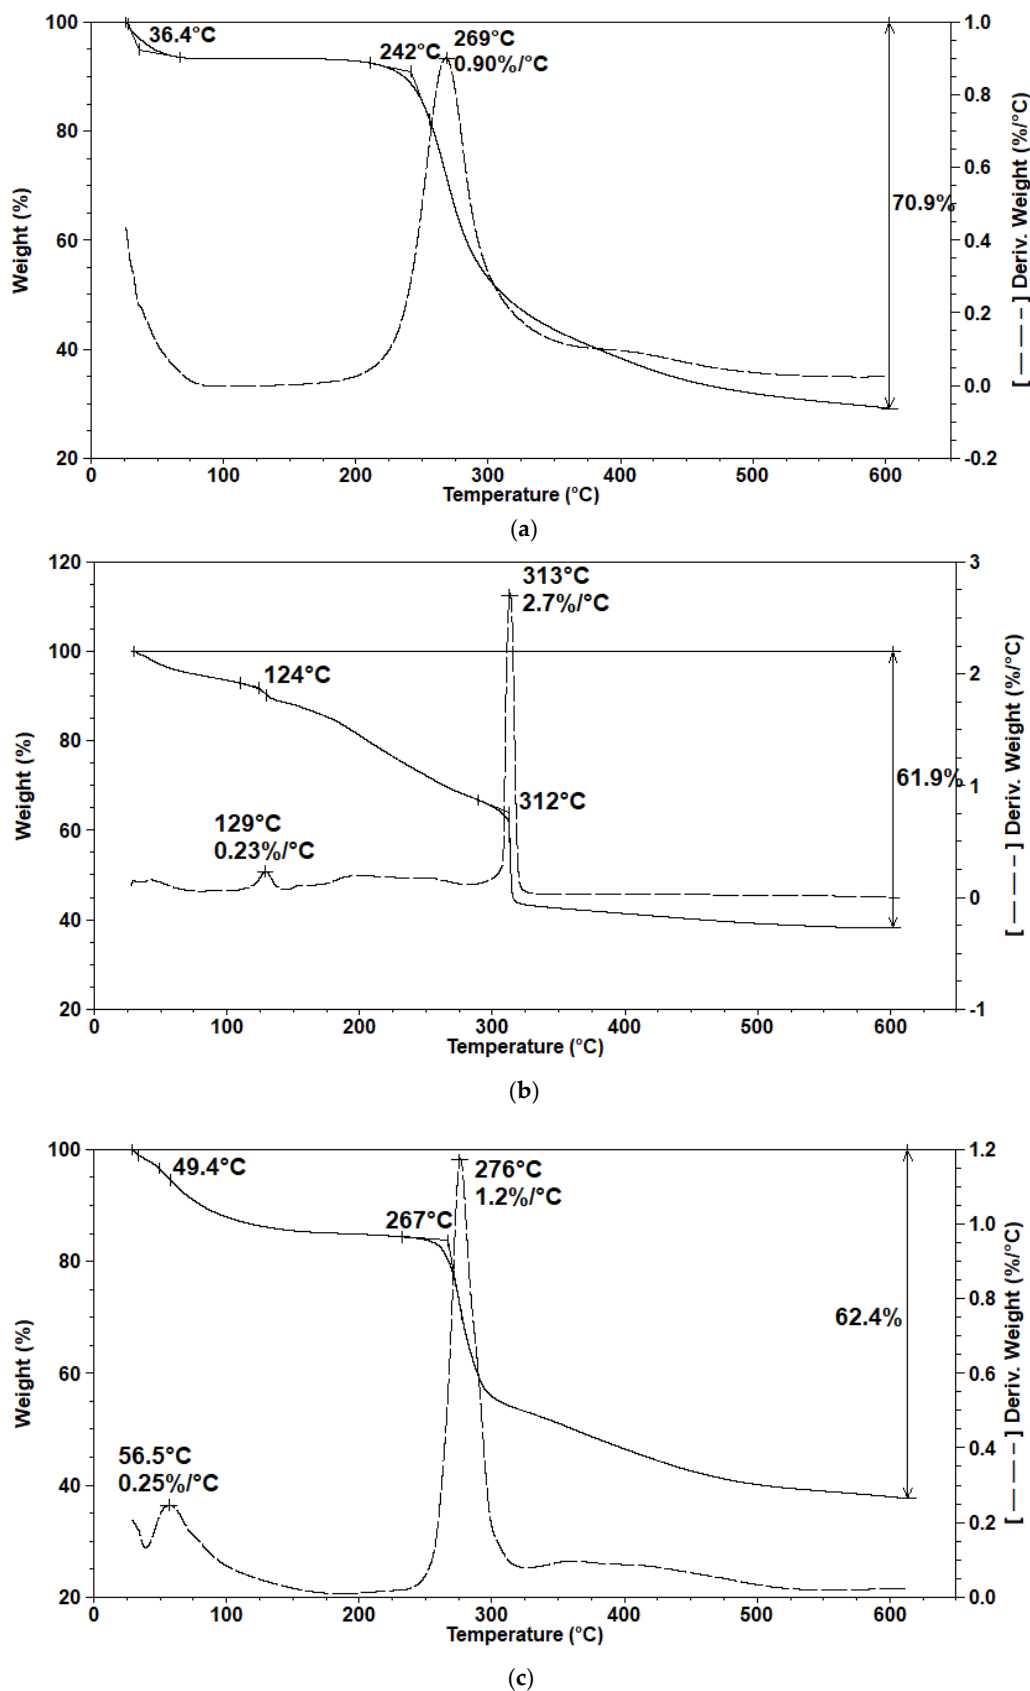 36.4°C
242°C
269°C
0.90%/°C
70.9%
100
80
60
40
20
Weight (%)
1.0
0.8
0.6
0.4
0.2
0.0
-0.2
[ — — – ] Deriv. Weight (%/°C)
0
100
200
300
400
500
600
Temperature (°C)
(a)
313°C
2.7%/°C
124°C
129°C
0.23%/°C
312°C
61.9%
120
100
80
60
40
20
Weight (%)
3
2
1
0
-1
[ — — – ] Deriv. Weight (%/°C)
0
100
200
300
400
500
600
Temperature (°C)
(b)
49.4°C
267°C
276°C
1.2%/°C
56.5°C
0.25%/°C
62.4%
100
80
60
40
20
Weight (%)
1.2
1.0
0.8
0.6
0.4
0.2
0.0
[ — — – ] Deriv. Weight (%/°C)
0
100
200
300
400
500
600
Temperature (°C)
(c)